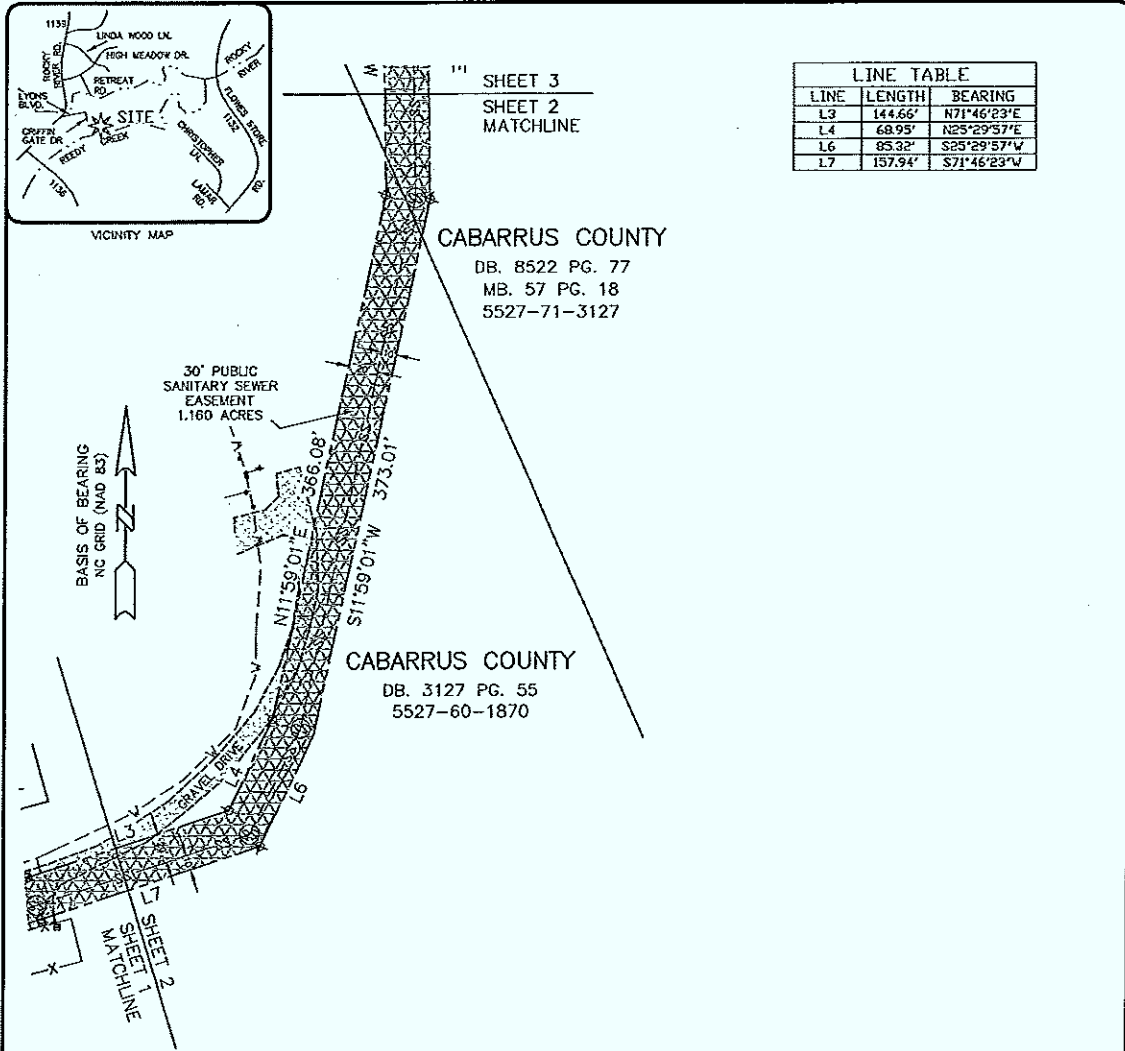 1139
LINDA WOOD LN.
HIGH MEADOW DR.
ROCKY RIVER RD.
RETREAT RD.
ROCKY RIVER
LYONS BLVD.
SITE
FLOWES STORE RD.
1132
GRIFFIN GATE DR
REEDY CREEK
CHRISTOPHER LN.
LAMAR RD.
1136
VICINITY MAP
W
SHEET 3
SHEET 2
MATCHLINE
LINE TABLE
LINE LENGTH BEARING
L3 144.66' N71°46'23"E
L4 68.95' N25°29'57"E
L6 85.32' S25°29'57"W
L7 157.94' S71°46'23"W
CABARRUS COUNTY
DB. 8522 PG. 77
MB. 57 PG. 18
5527-71-3127
30' PUBLIC
SANITARY SEWER
EASEMENT
1.160 ACRES
BASIS OF BEARING
NC GRID (NAD 83)
N
N11°59'01"E 366.08'
S11°59'01"W 373.01'
CABARRUS COUNTY
DB. 3127 PG. 55
5527-60-1870
W
W
GRAVEL DRIVE
L4
L6
W
L3
L7
SHEET 2
SHEET 1
MATCHLINE
X